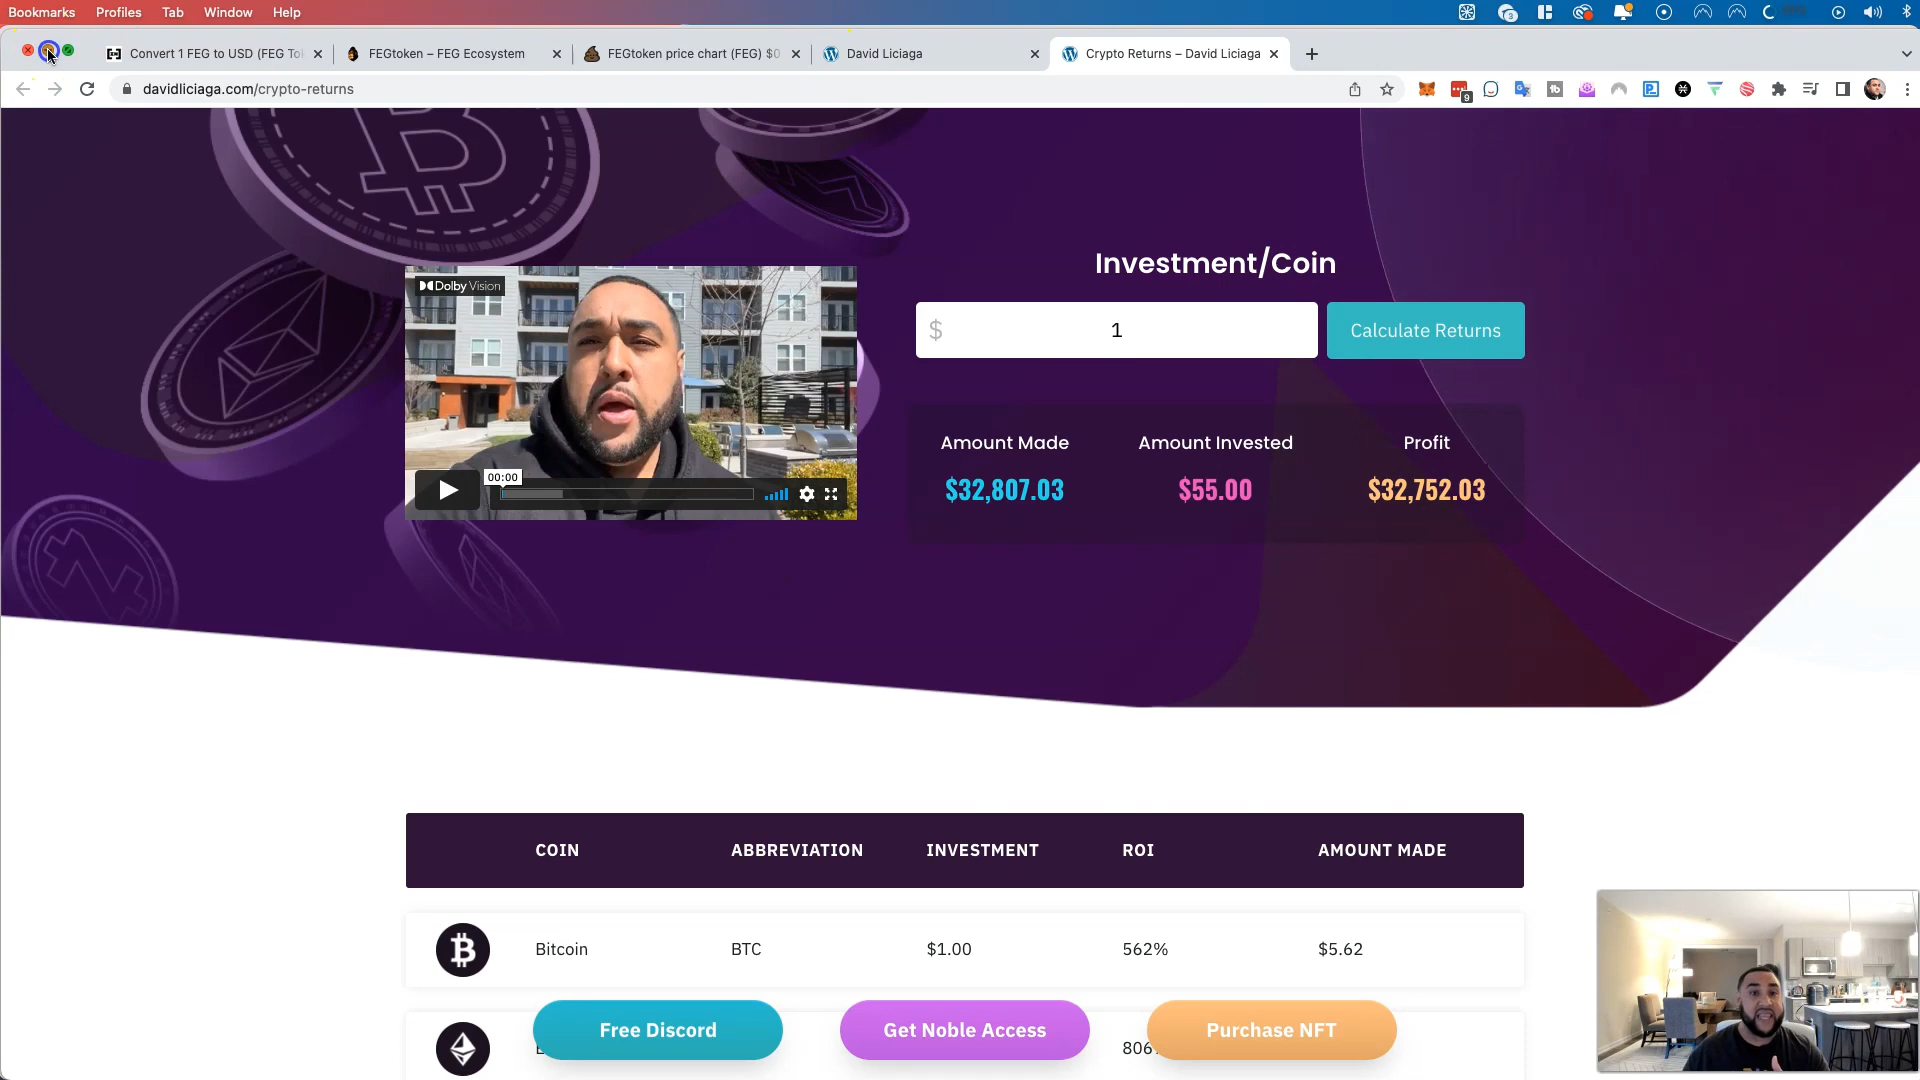 Bookmarks Profiles Tab Window Help
Convert 1 FEG to USD (FEG To
FEGtoken – FEG Ecosystem
FEGtoken price chart (FEG) $0
David Liciaga
Crypto Returns – David Liciaga
davidliciaga.com/crypto-returns
9
3
Dolby Vision
00:00
Investment/Coin
$ 1
Calculate Returns
Amount Made Amount Invested Profit
$32,807.03 $55.00 $32,752.03
COIN ABBREVIATION INVESTMENT ROI AMOUNT MADE
Bitcoin BTC $1.00 562% $5.62
806
Free Discord Get Noble Access Purchase NFT